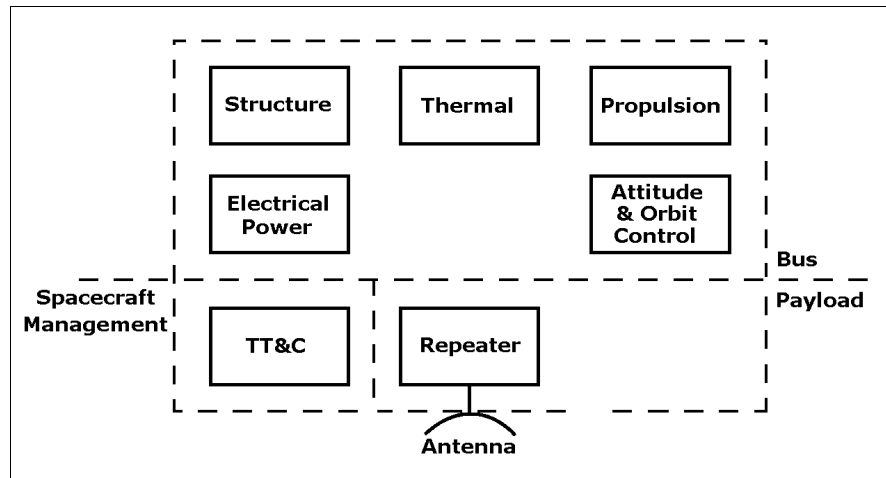 Structure
Thermal
Propulsion
Electrical
Power
Attitude
& Orbit
Control
Bus
Spacecraft
Management
Payload
TT&C
Repeater
Antenna